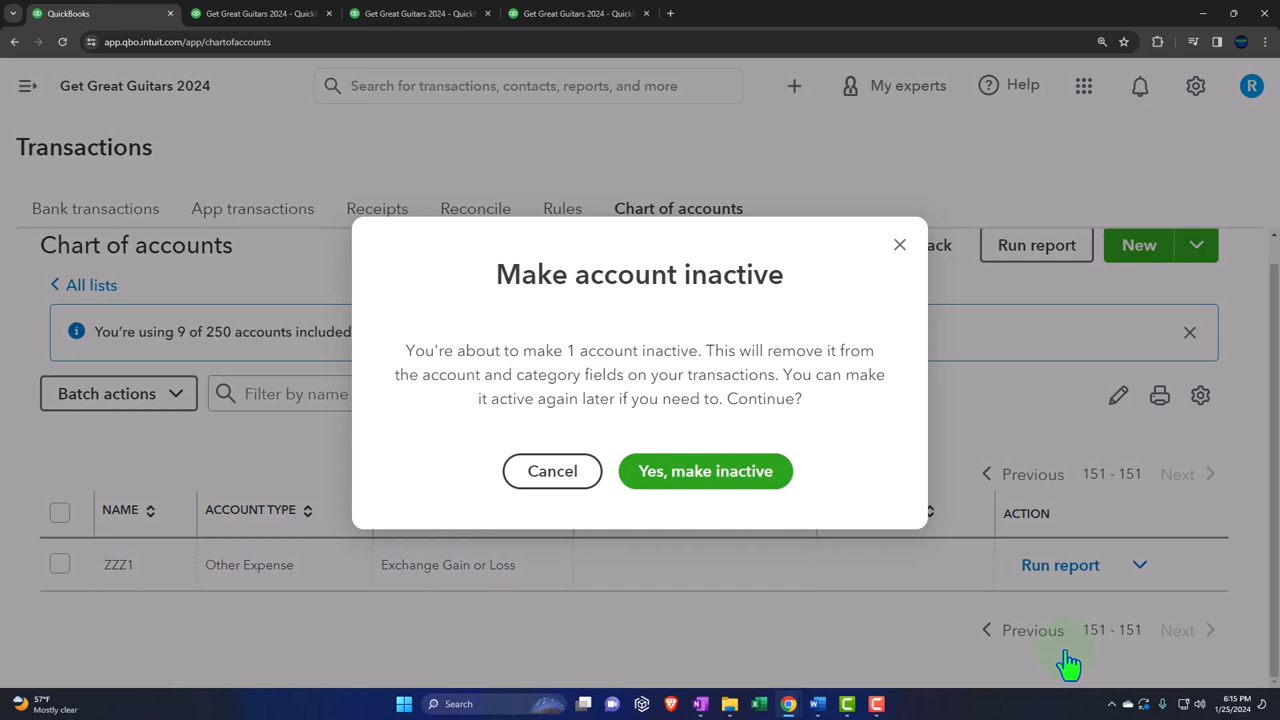 QuickBooks
Get Great Guitars 2024 - QuickB
Get Great Guitars 2024 - QuickB
Get Great Guitars 2024 - QuickB
app.qbo.intuit.com/app/chartofaccounts
Get Great Guitars 2024
Search for transactions, contacts, reports, and more
My experts
Help
R
Transactions
Bank transactions
App transactions
Receipts
Reconcile
Rules
Chart of accounts
Chart of accounts
ack
Run report
New
All lists
You're using 9 of 250 accounts included
Make account inactive
You're about to make 1 account inactive. This will remove it from
the account and category fields on your transactions. You can make
it active again later if you need to. Continue?
Cancel
Yes, make inactive
Batch actions
Filter by name
Previous 151 - 151 Next
NAME
ACCOUNT TYPE
ACTION
ZZZ1
Other Expense
Exchange Gain or Loss
Run report
Previous 151 - 151 Next
57°F
Mostly clear
Search
6:15 PM
1/25/2024